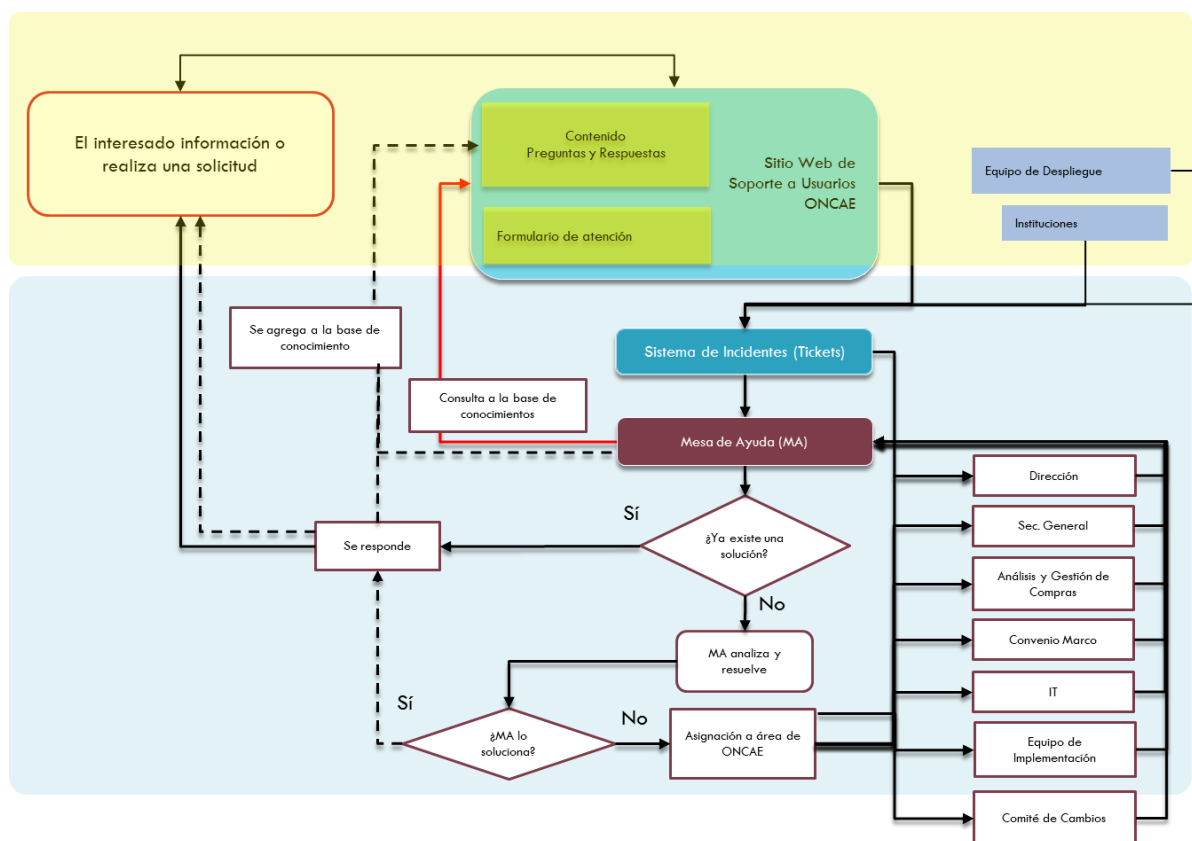 El interesado información o
realiza una solicitud
Contenido
Preguntas y Respuestas
Sitio Web de
Soporte a Usuarios
ONCAE
Formulario de atención
Equipo de Despliegue
Instituciones
Se agrega a la base de
conocimiento
Sistema de Incidentes (Tickets)
Consulta a la base de
conocimientos
Mesa de Ayuda (MA)
Dirección
Sí
Sec. General
¿Ya existe una
solución?
Se responde
Análisis y Gestión de
Compras
No
Convenio Marco
MA analiza y
resuelve
IT
Sí
¿MA lo
soluciona?
No
Asignación a área de
ONCAE
Equipo de
Implementación
Comité de Cambios